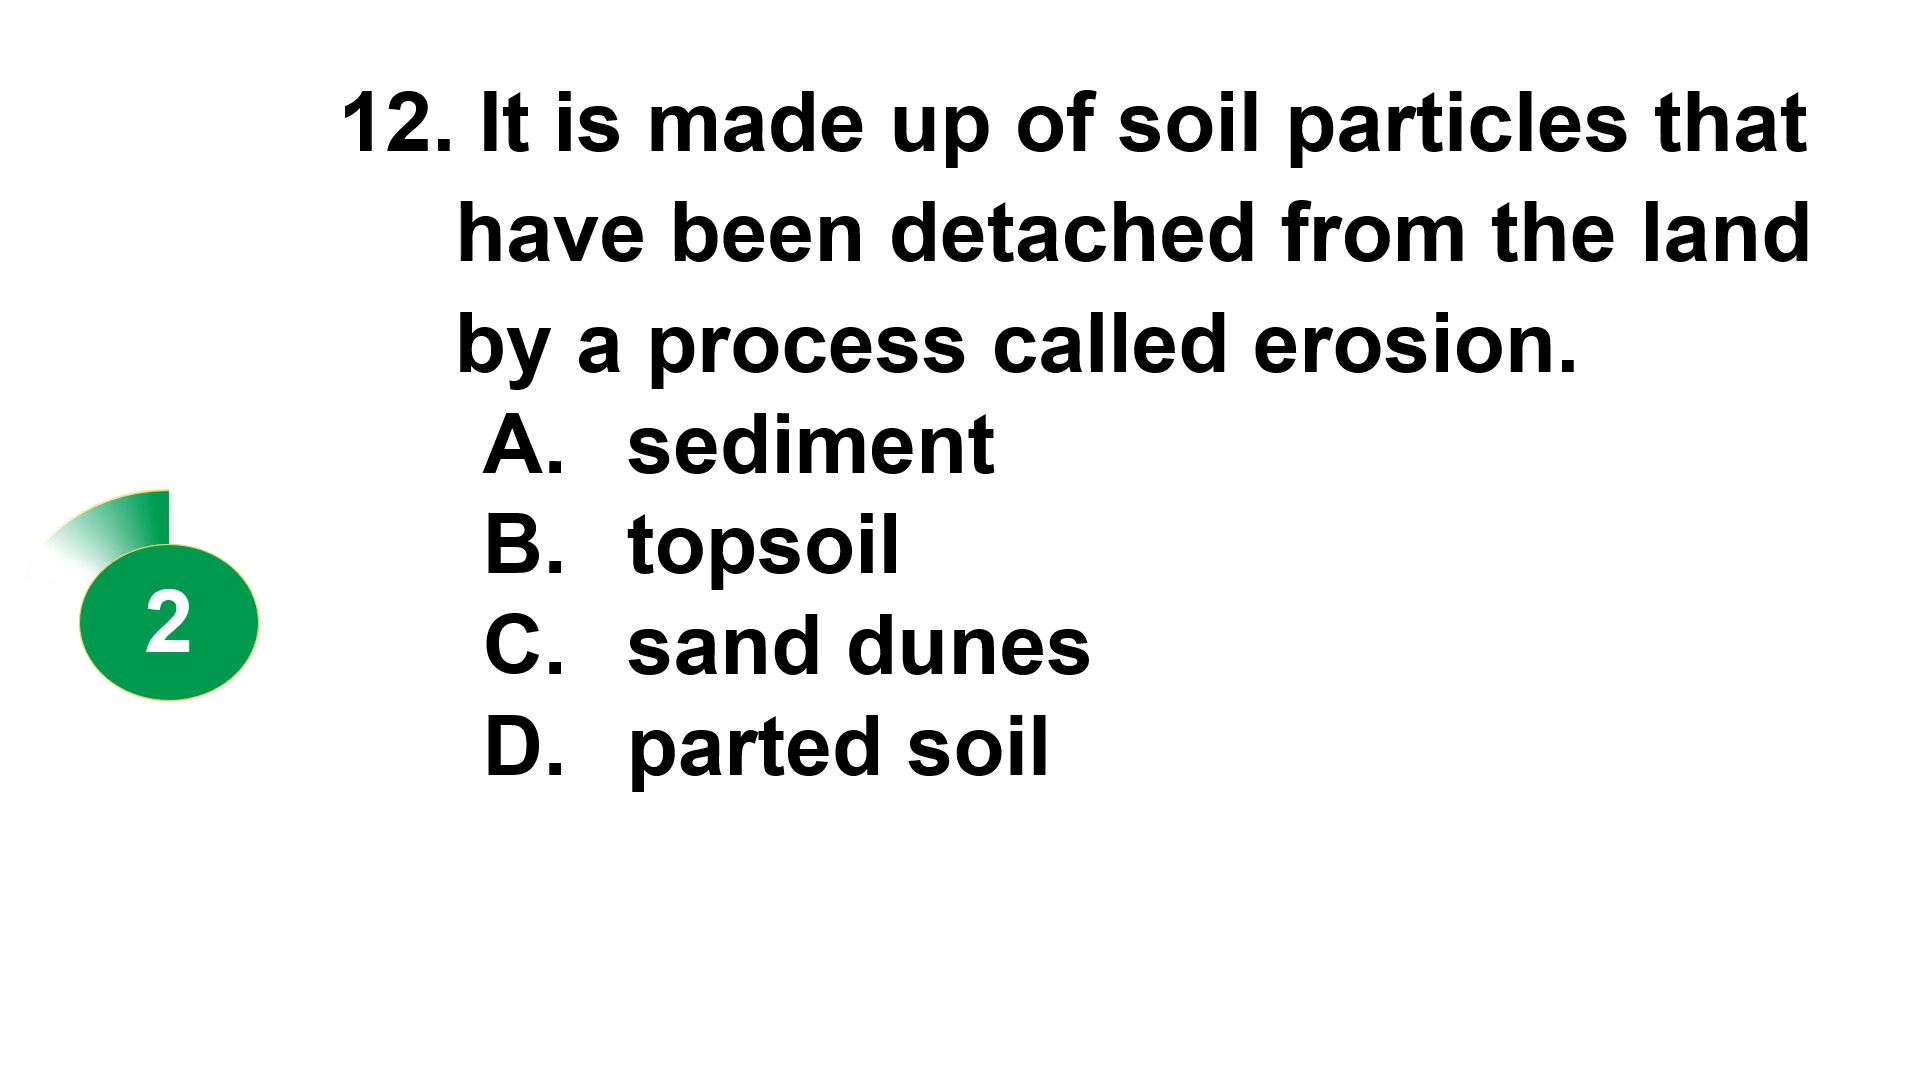 12. It is made up of soil particles that
have been detached from the land
by a process called erosion.
A. sediment
B. topsoil
C. sand dunes
D. parted soil
2